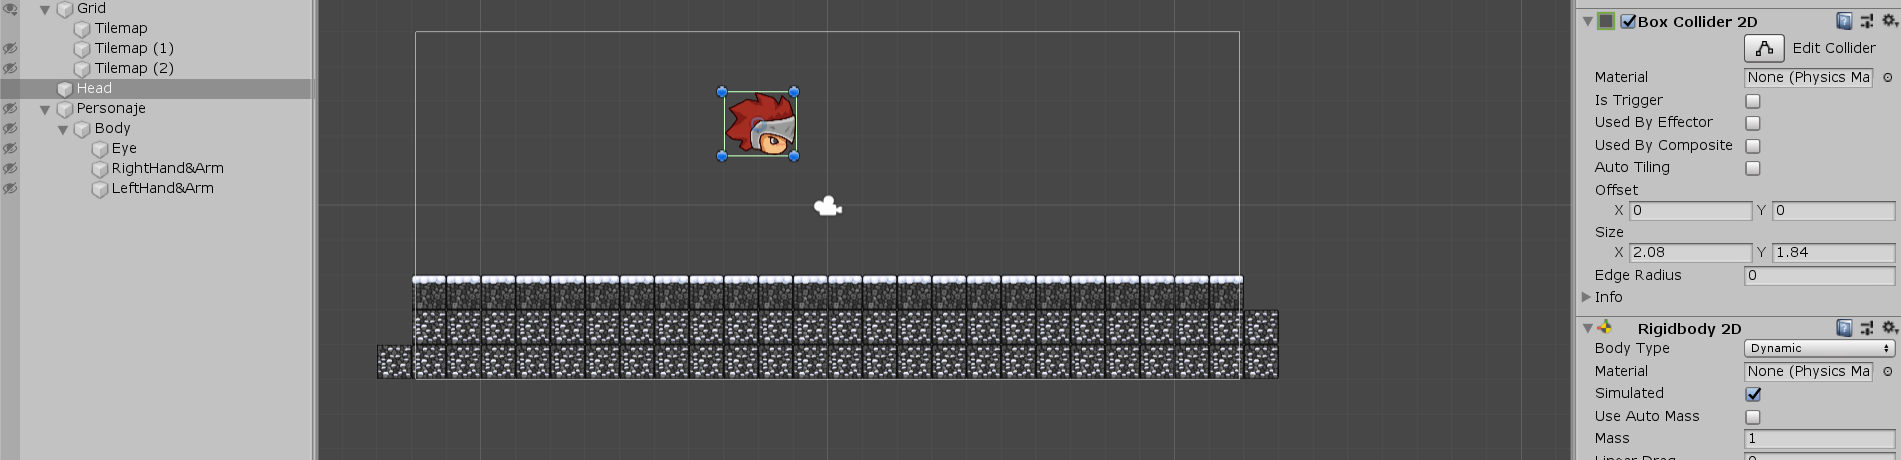 Grid
Tilemap
Tilemap (1)
Tilemap (2)
Head
Personaje
Body
Eye
RightHand&Arm
LeftHand&Arm
Box Collider 2D
Edit Collider
Material None (Physics Ma
Is Trigger
Used By Effector
Used By Composite
Auto Tiling
Offset
X 0 Y 0
Size
X 2.08 Y 1.84
Edge Radius 0
Info
Rigidbody 2D
Body Type Dynamic
Material None (Physics Ma
Simulated
Use Auto Mass
Mass 1
Linear Drag 0